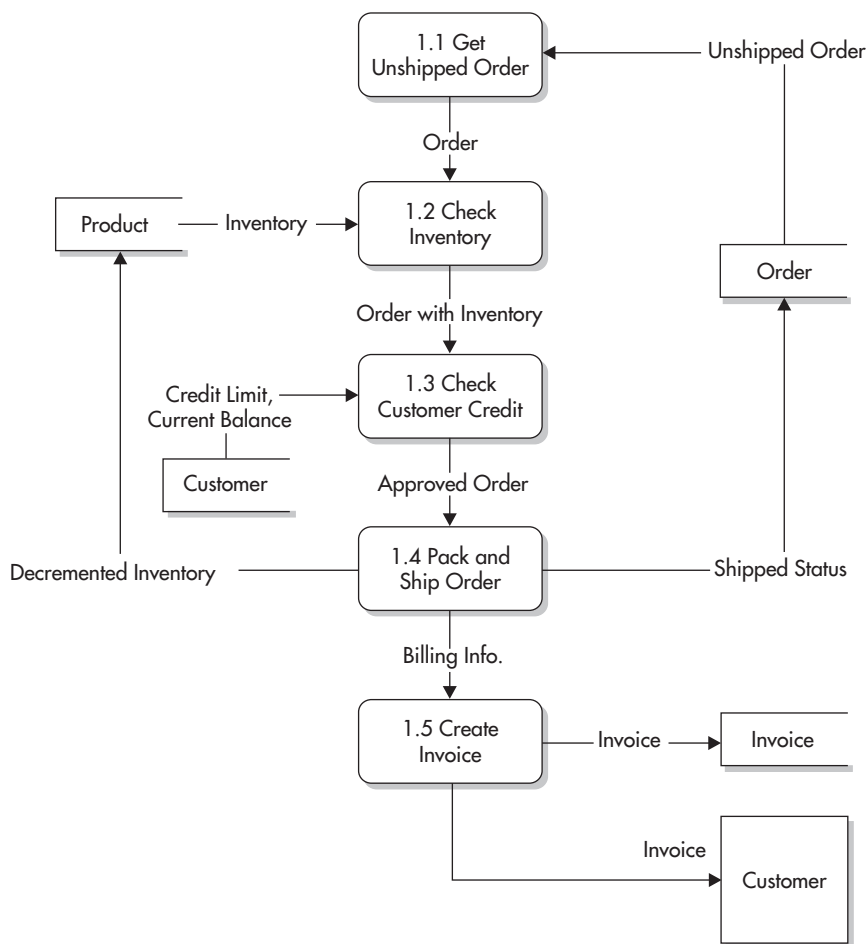 1.1 Get
Unshipped Order
Unshipped Order
Order
Product
Inventory
1.2 Check
Inventory
Order
Order with Inventory
Credit Limit,
Current Balance
1.3 Check
Customer Credit
Customer
Approved Order
Decremented Inventory
1.4 Pack and
Ship Order
Shipped Status
Billing Info.
1.5 Create
Invoice
Invoice
Invoice
Invoice
Customer